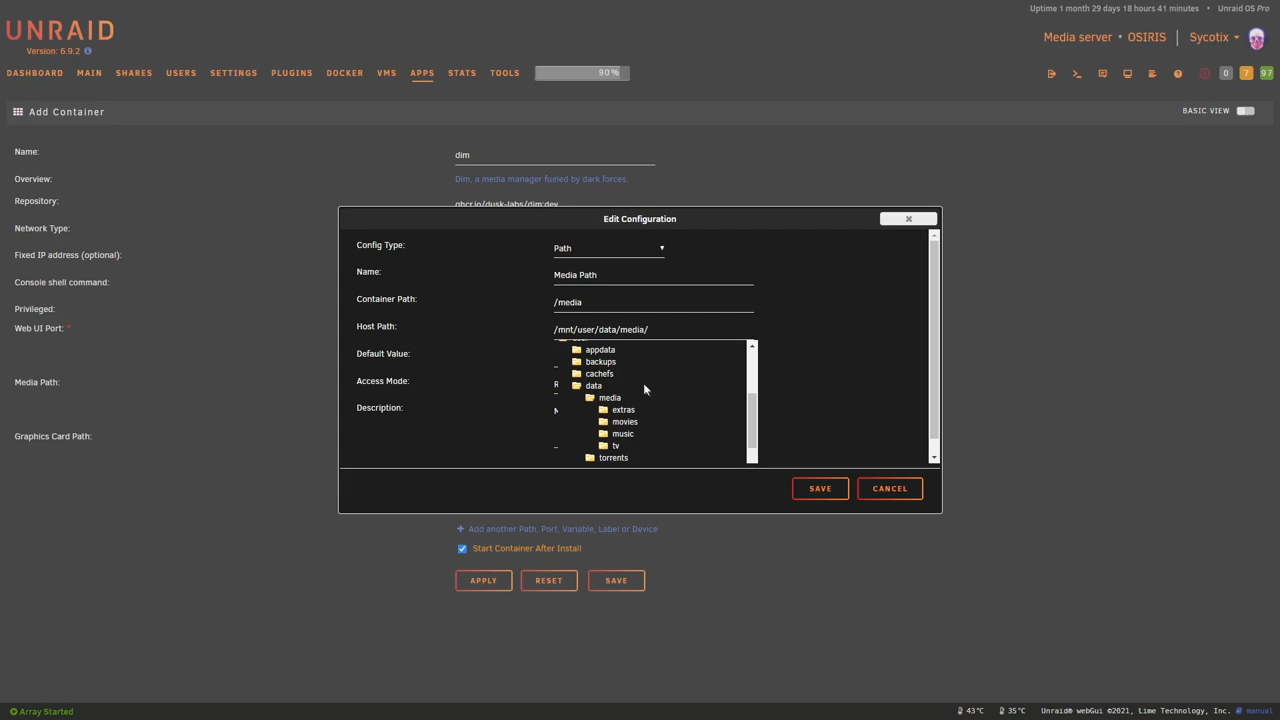 Uptime 1 month 29 days 18 hours 41 minutes • Unraid OS Pro
UNRAID
Version: 6.9.2
Media server • OSIRIS | Sycotix
DASHBOARD MAIN SHARES USERS SETTINGS PLUGINS DOCKER VMS APPS STATS TOOLS 90% 0 7 97
Add Container
BASIC VIEW
Name: dim
Overview: Dim, a media manager fueled by dark forces.
Repository: ghcr.io/dusk-labs/dim:dev
Network Type:
Fixed IP address (optional):
Console shell command:
Privileged:
Web UI Port: *
Media Path:
Graphics Card Path:
Edit Configuration
Config Type: Path
Name: Media Path
Container Path: /media
Host Path: /mnt/user/data/media/
Default Value:
Access Mode:
Description:
appdata
backups
cachefs
data
media
extras
movies
music
tv
torrents
SAVE CANCEL
Add another Path, Port, Variable, Label or Device
Start Container After Install
APPLY RESET SAVE
Array Started
43°C 35°C Unraid® webGui ©2021, Lime Technology, Inc. manual